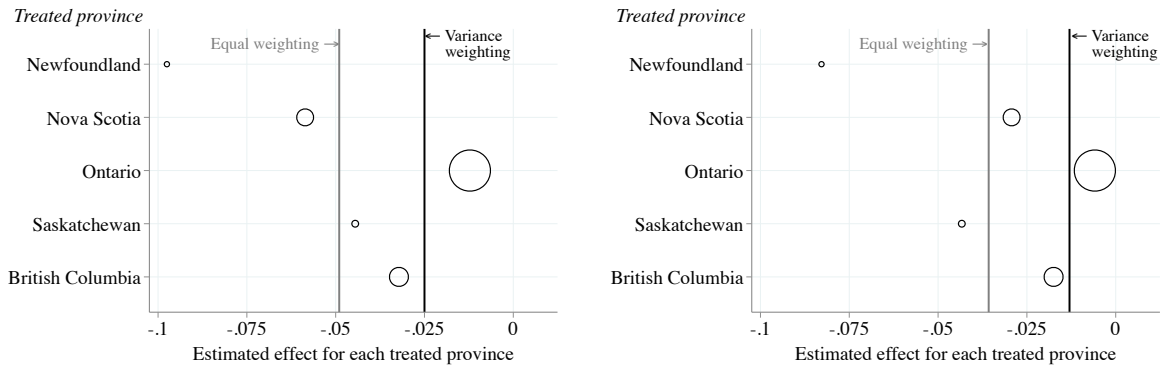 Treated province
Equal weighting →
← Variance
weighting
Newfoundland
Nova Scotia
Ontario
Saskatchewan
British Columbia
-.1 -.075 -.05 -.025 0
Estimated effect for each treated province
Treated province
Equal weighting →
← Variance
weighting
Newfoundland
Nova Scotia
Ontario
Saskatchewan
British Columbia
-.1 -.075 -.05 -.025 0
Estimated effect for each treated province